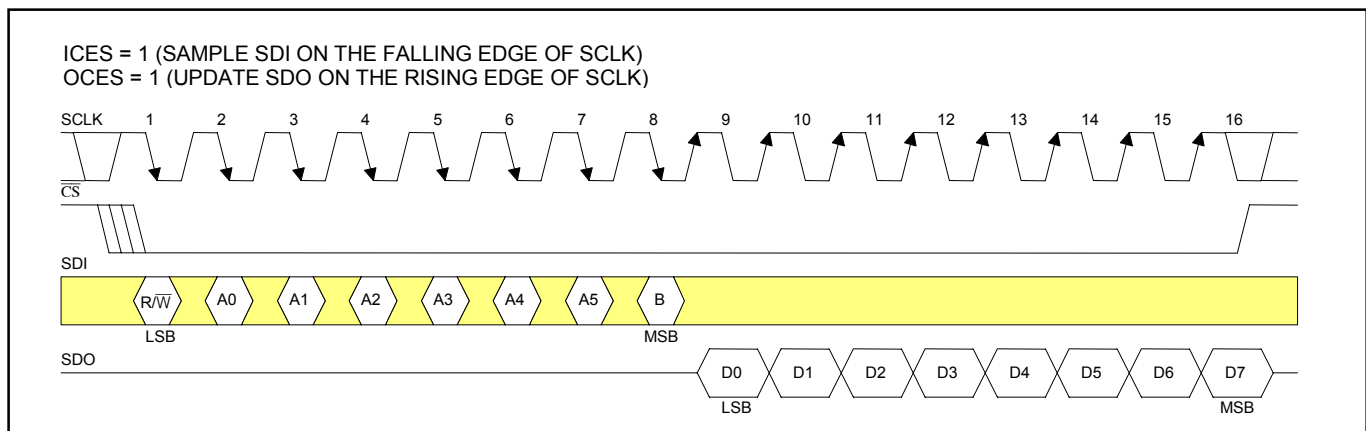 ICES = 1 (SAMPLE SDI ON THE FALLING EDGE OF SCLK)
OCES = 1 (UPDATE SDO ON THE RISING EDGE OF SCLK)
SCLK 1 2 3 4 5 6 7 8 9 10 11 12 13 14 15 16
C̅S̅
SDI
R/W̅ A0 A1 A2 A3 A4 A5 B
LSB MSB
SDO
D0 D1 D2 D3 D4 D5 D6 D7
LSB MSB